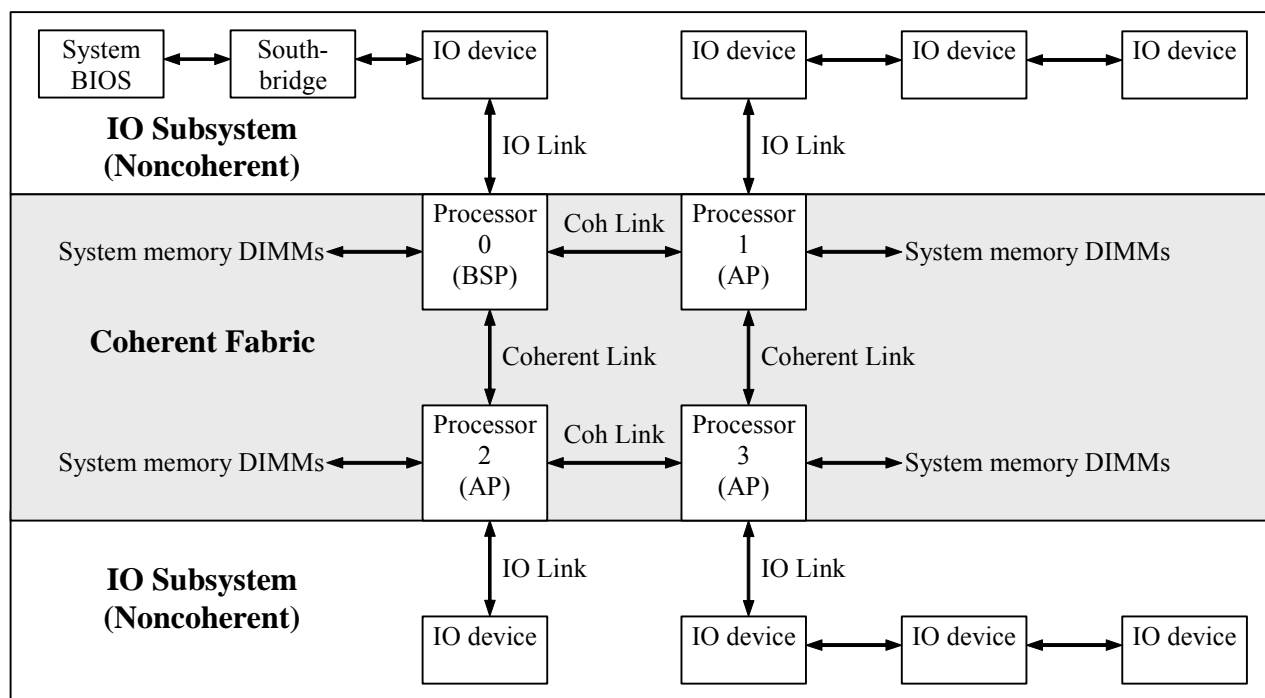 System
BIOS
South-
bridge
IO device
IO device
IO device
IO device
IO Subsystem
(Noncoherent)
IO Link
IO Link
Processor
0
(BSP)
Coh Link
Processor
1
(AP)
System memory DIMMs
System memory DIMMs
Coherent Fabric
Coherent Link
Coherent Link
Processor
2
(AP)
Coh Link
Processor
3
(AP)
System memory DIMMs
System memory DIMMs
IO Subsystem
(Noncoherent)
IO Link
IO Link
IO device
IO device
IO device
IO device